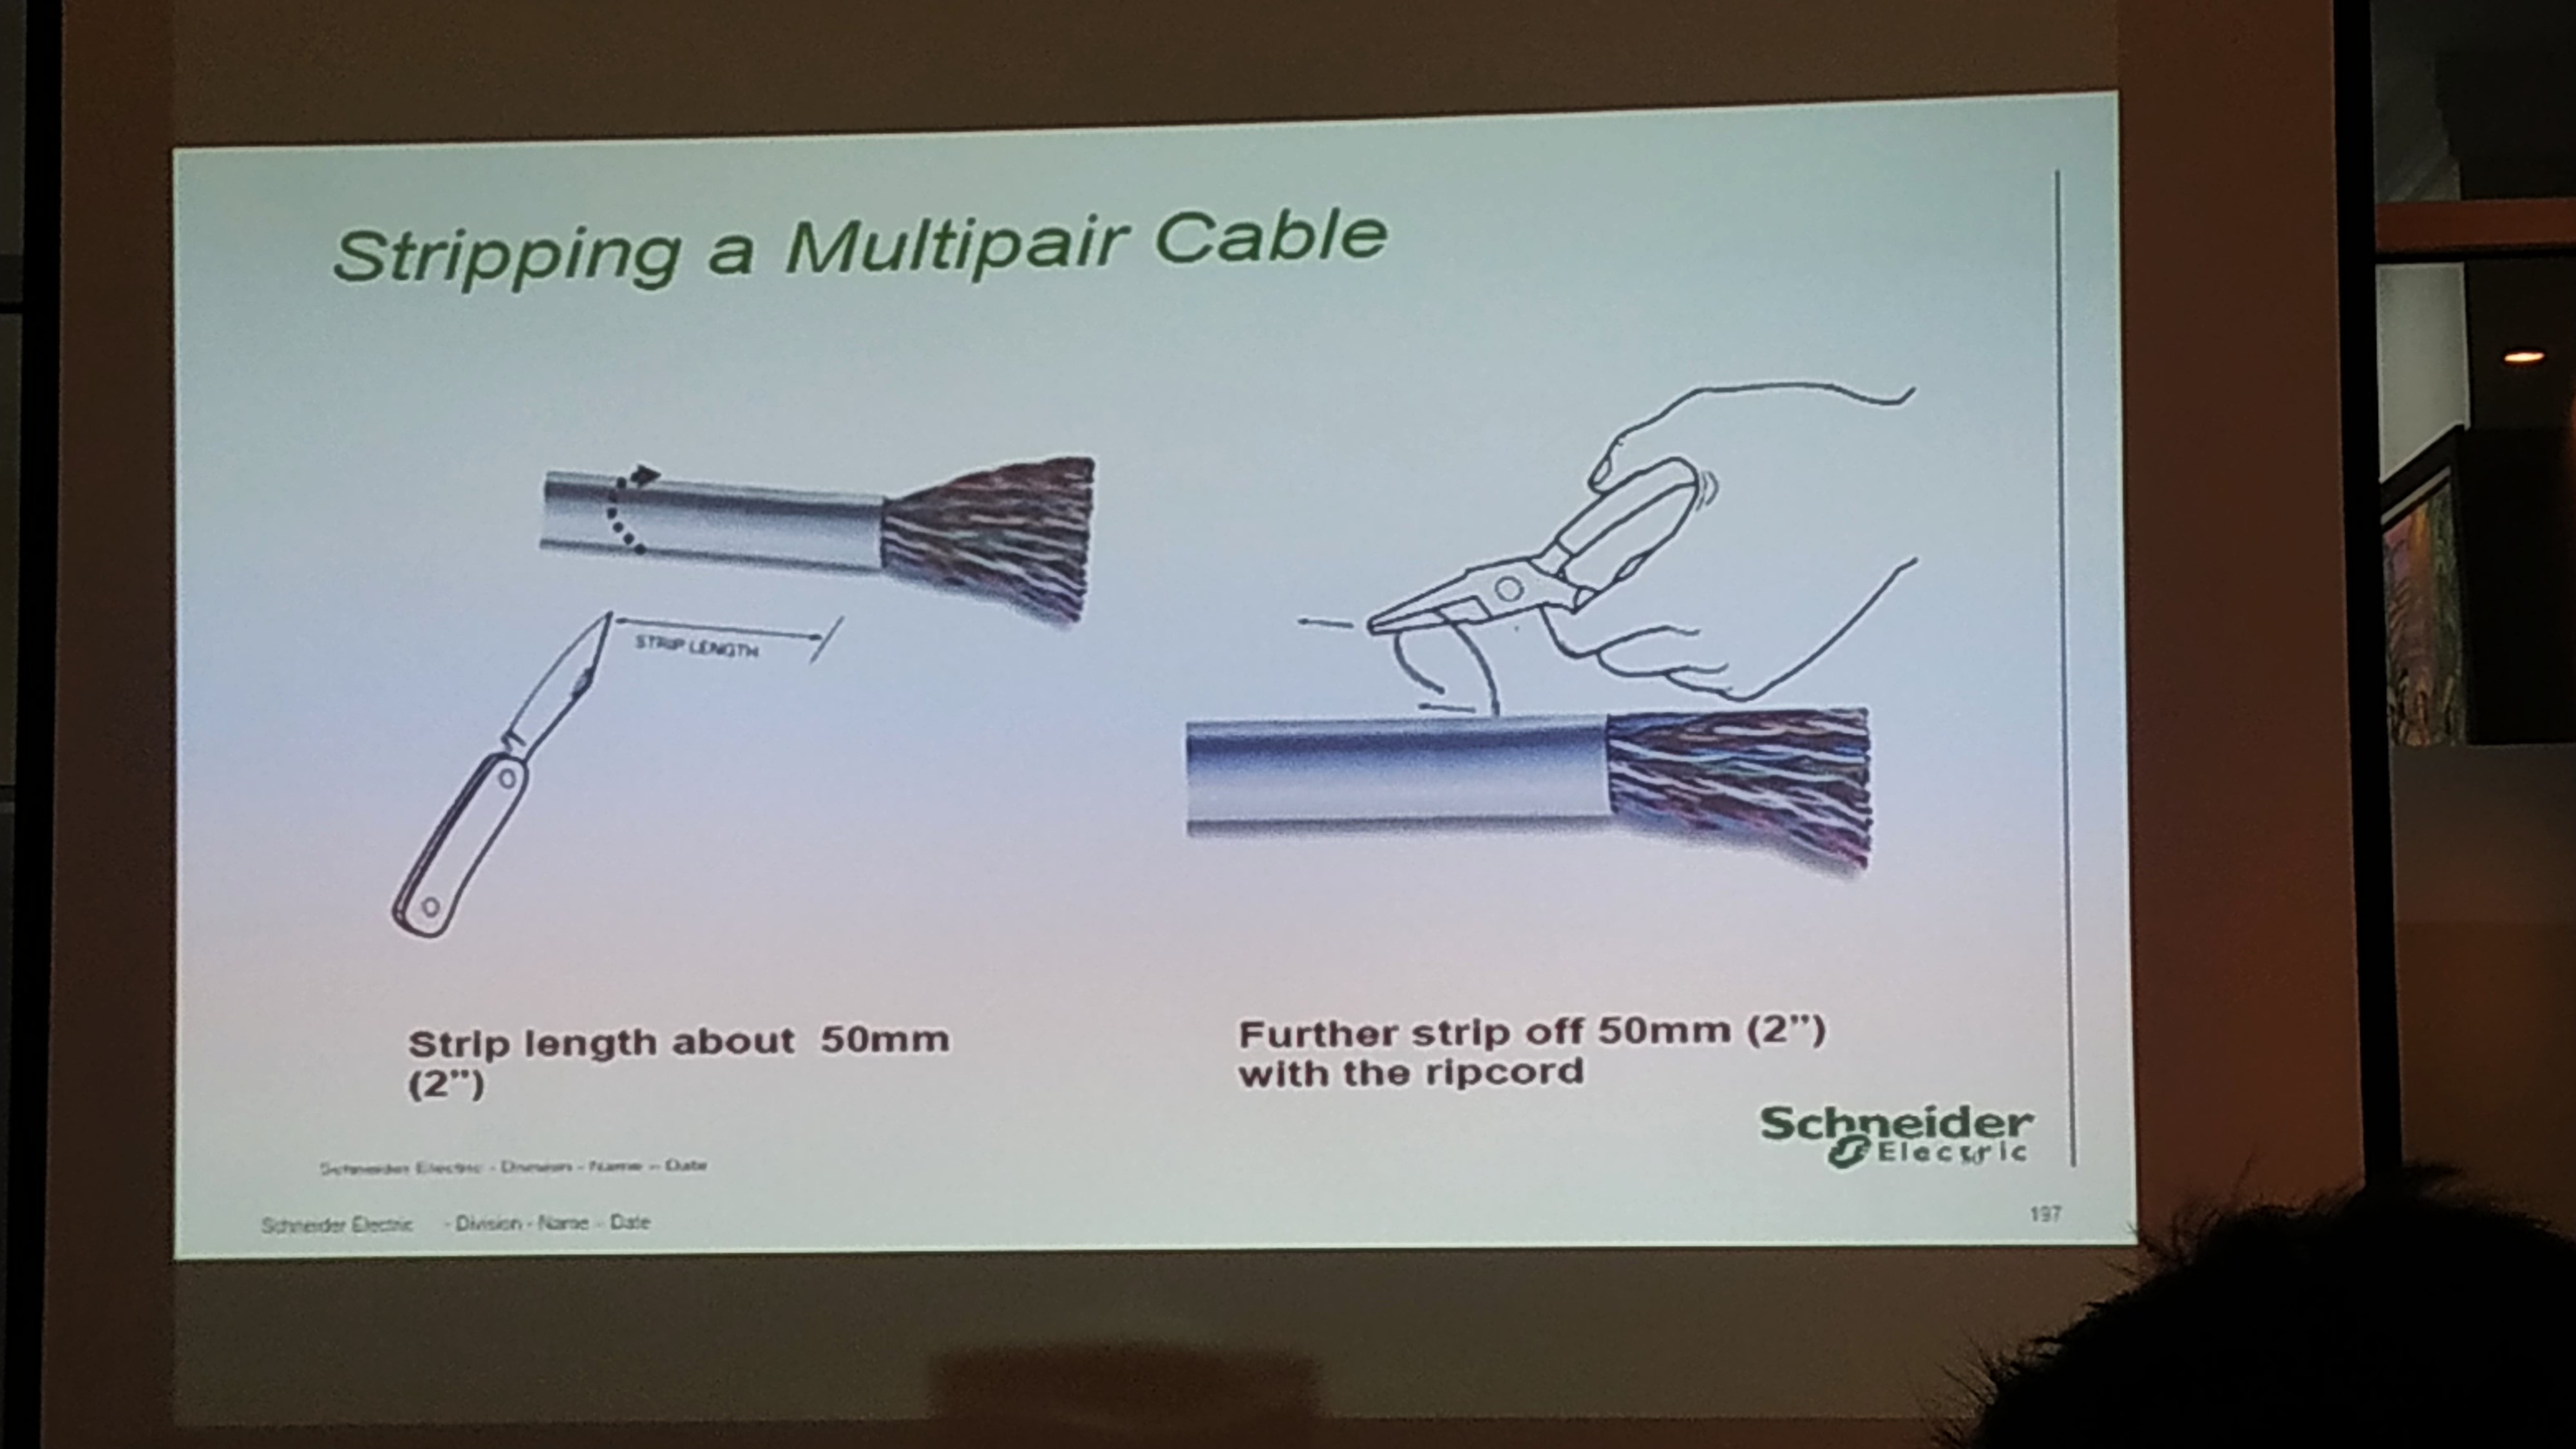 Stripping a Multipair Cable
STRIP LENGTH
Strip length about 50mm
(2")
Further strip off 50mm (2")
with the ripcord
Schneider
Electric
Schneider Electric - Division - Name - Date
Schneider Electric - Division - Name - Date
197